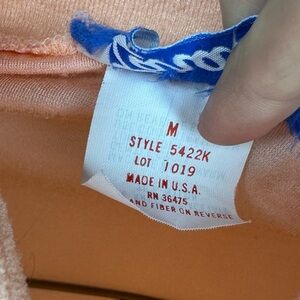 M
STYLE 5422K
LOT 1019
MADE IN U.S.A.
RN 36475
AND FIBER ON REVERSE